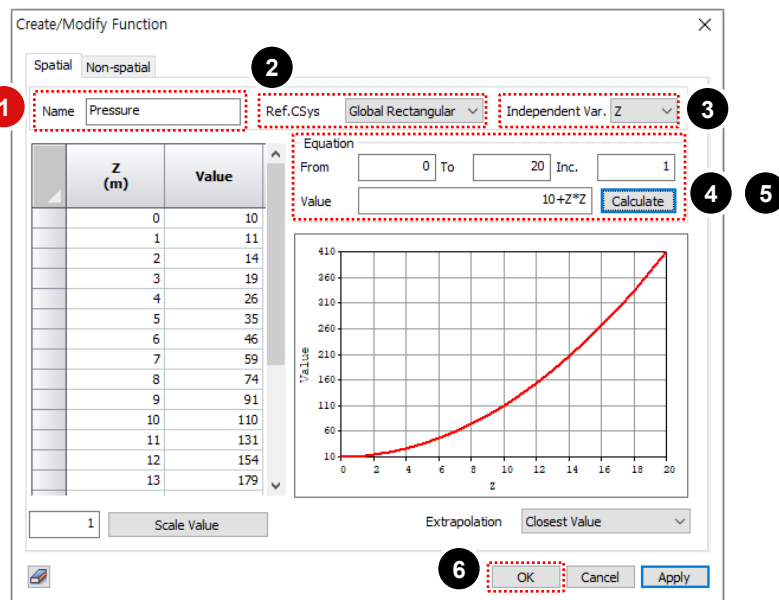 Create/Modify Function
Spatial Non-spatial
2
1 Name Pressure Ref.CSys Global Rectangular Independent Var. Z 3
Equation
From 0 To 20 Inc. 1
Value 10+Z*Z Calculate 4 5
Z
(m) Value
0 10
1 11
2 14
3 19
4 26
5 35
6 46
7 59
8 74
9 91
10 110
11 131
12 154
13 179
410
360
310
260
210
160
110
60
10
Value
0 2 4 6 8 10 12 14 16 18 20
z
1 Scale Value Extrapolation Closest Value
6 OK Cancel Apply